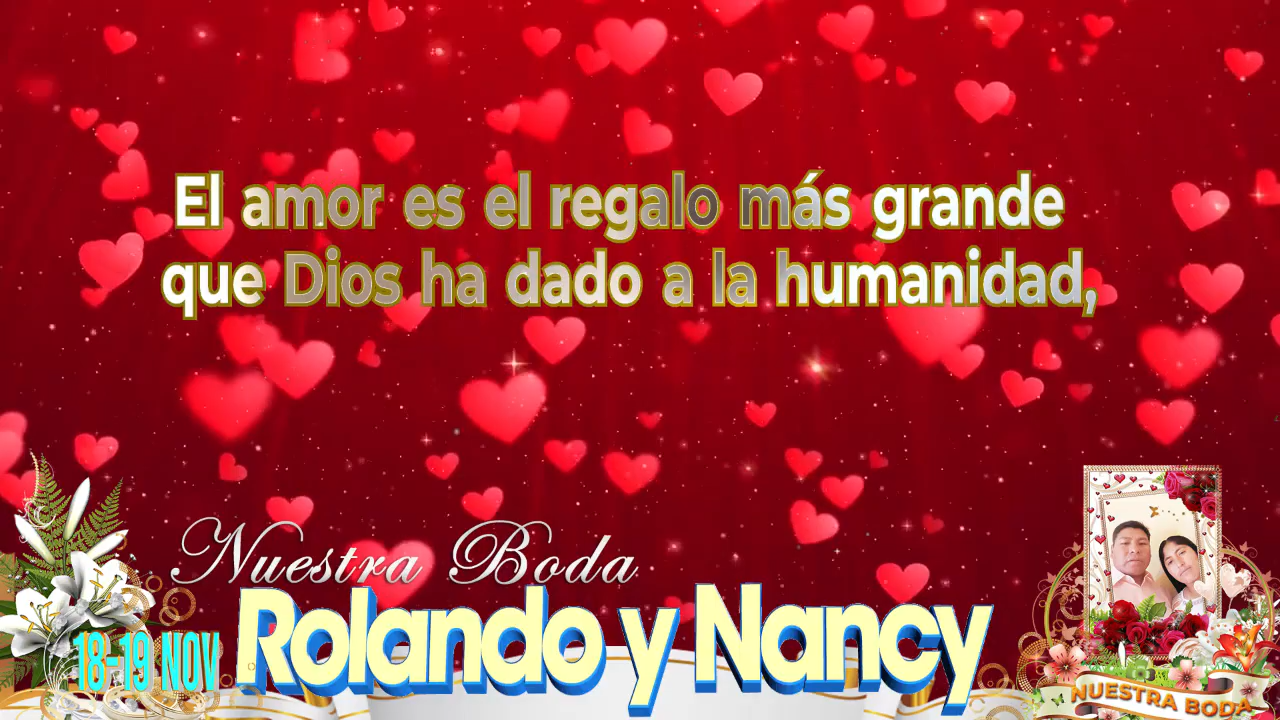 El amor es el regalo más grande
que Dios ha dado a la humanidad,
Nuestra Boda
Rolando y Nancy
18-19 NOV
NUESTRA BODA